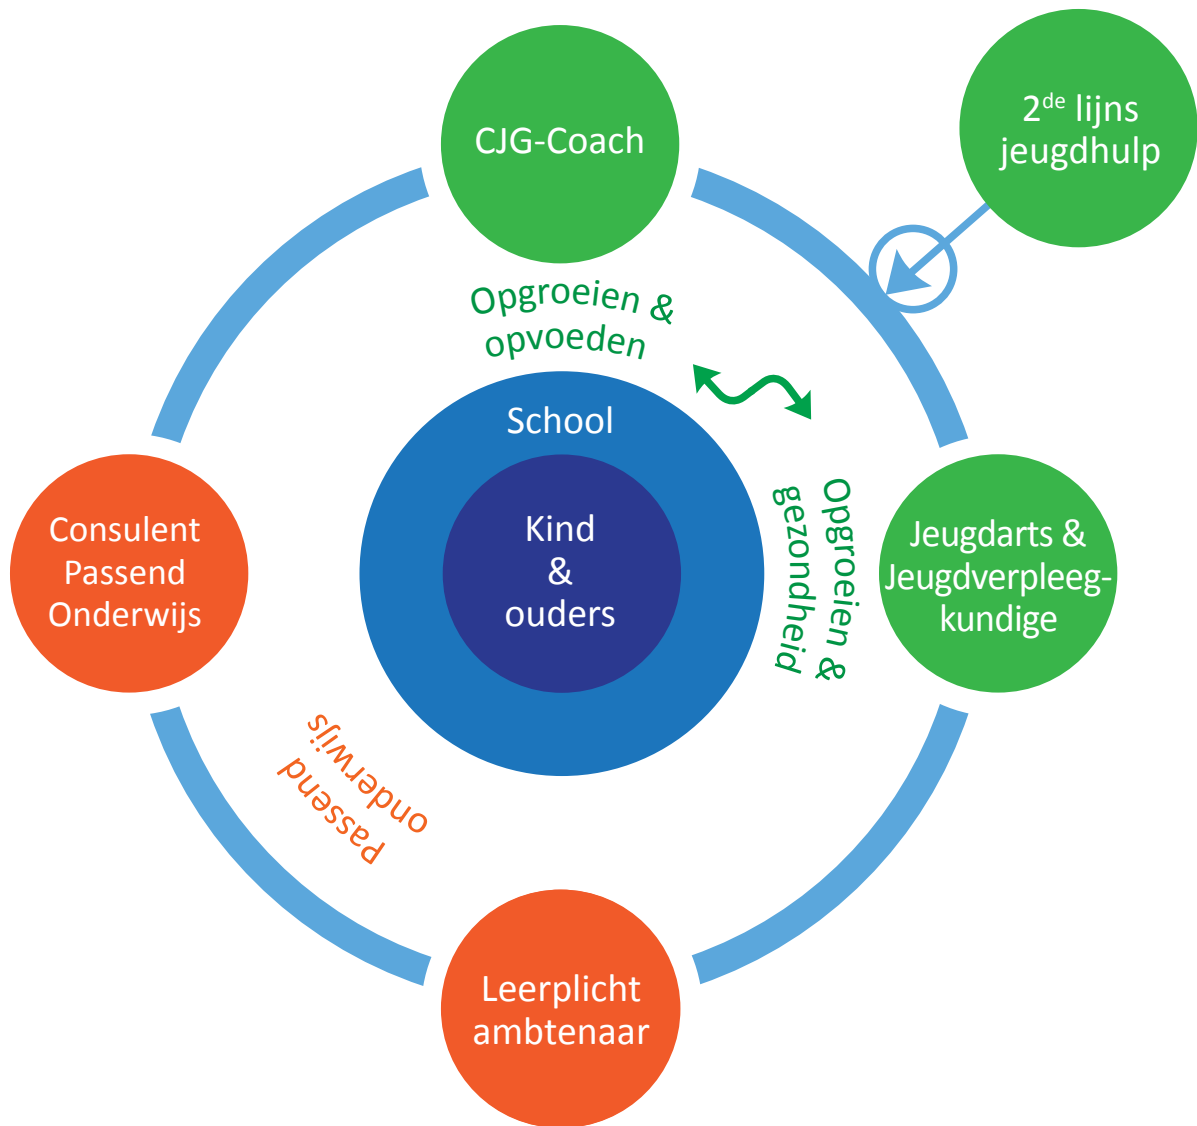 CJG-Coach
2de lijns
jeugdhulp
Opgroeien &
opvoeden
School
Kind
&
ouders
Opgroeien &
gezondheid
Jeugdarts &
Jeugdverpleeg-
kundige
Consulent
Passend
Onderwijs
Passend
onderwijs
Leerplicht
ambtenaar